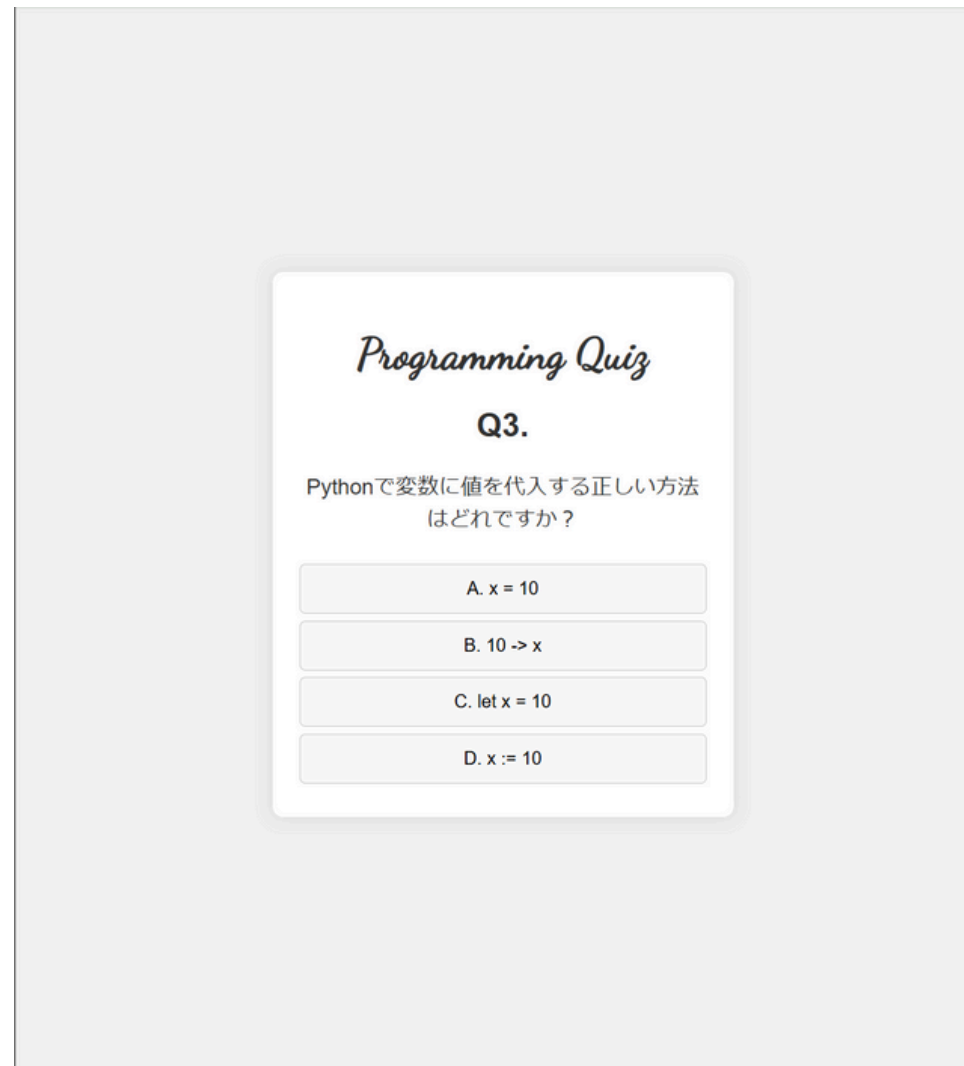 Programming Quiz
Q3.
Pythonで変数に値を代入する正しい方法
はどれですか？
A. x = 10
B. 10 -> x
C. let x = 10
D. x := 10